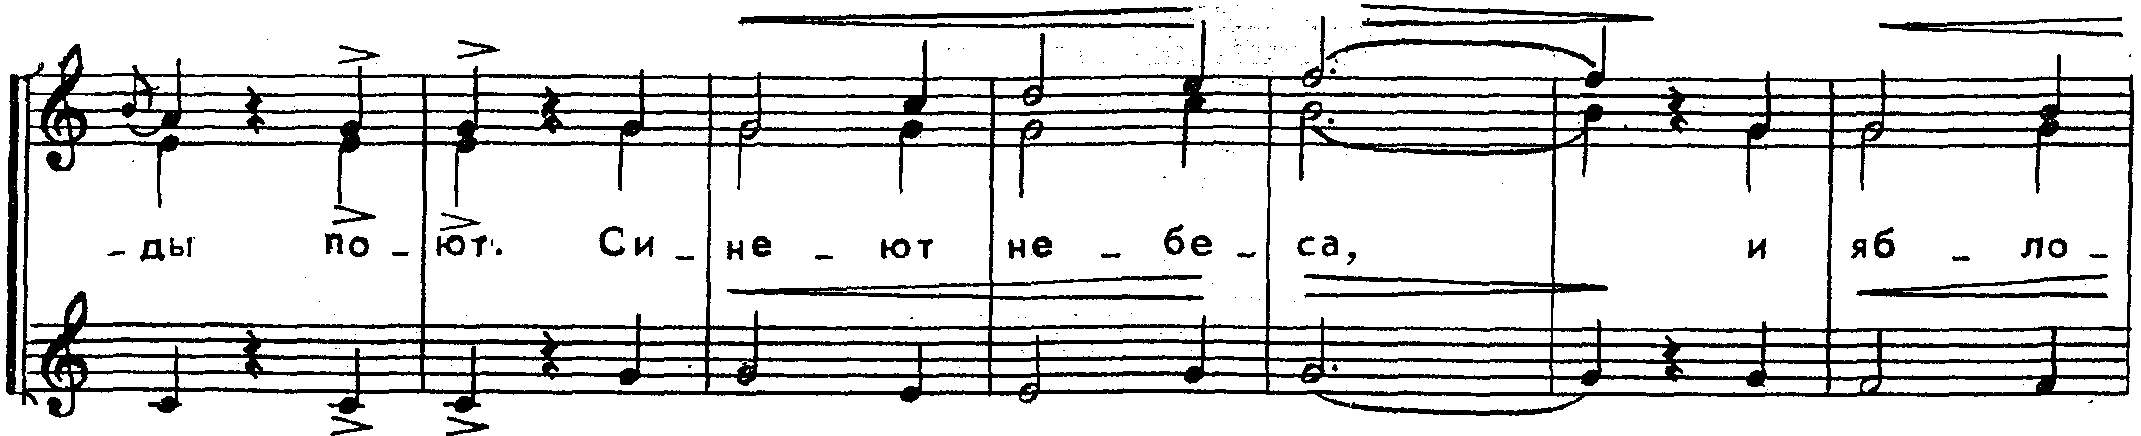 _ ды по _ ют. Си _ не _ ют не _ бе _ са, и яб _ ло _